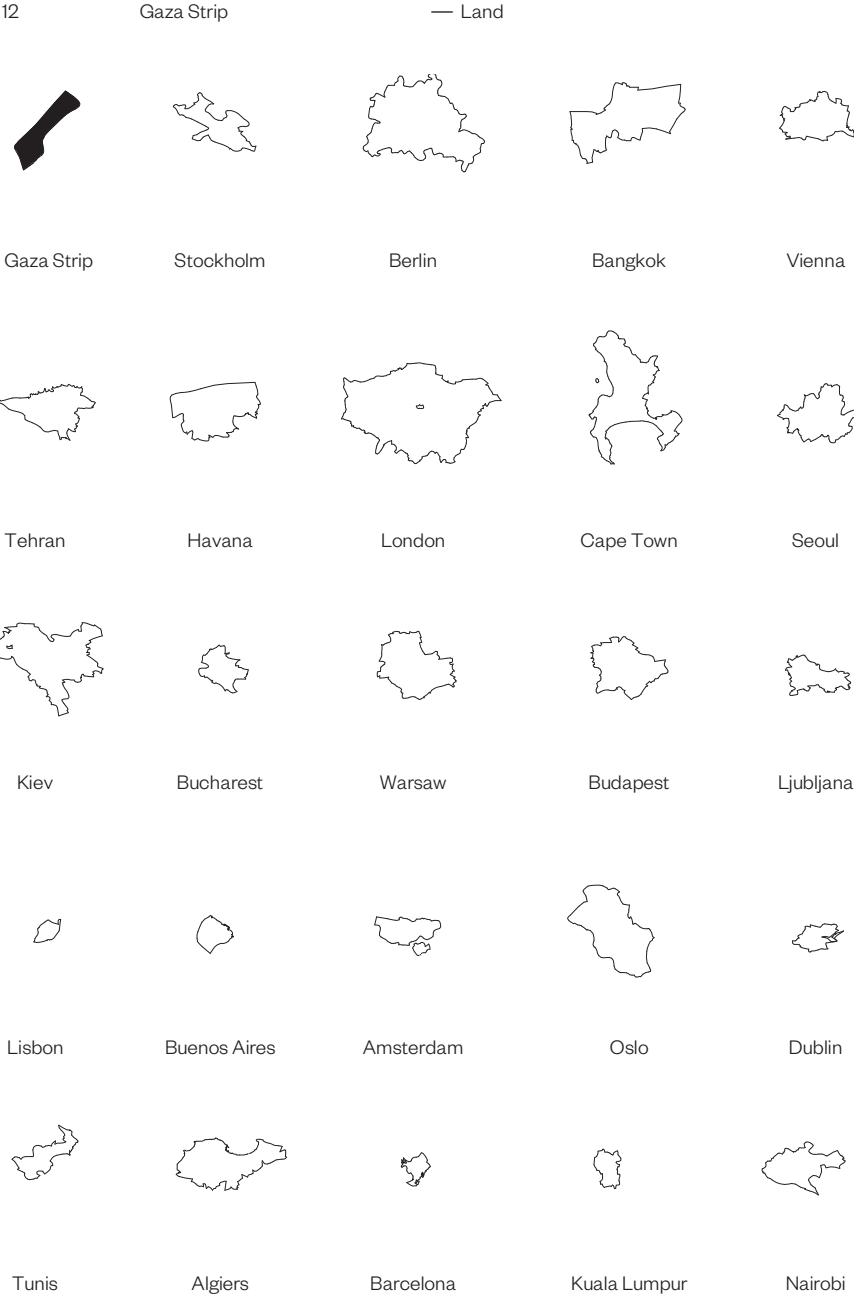 12 Gaza Strip — Land
Gaza Strip Stockholm Berlin Bangkok Vienna
Tehran Havana London Cape Town Seoul
Kiev Bucharest Warsaw Budapest Ljubljana
Lisbon Buenos Aires Amsterdam Oslo Dublin
Tunis Algiers Barcelona Kuala Lumpur Nairobi